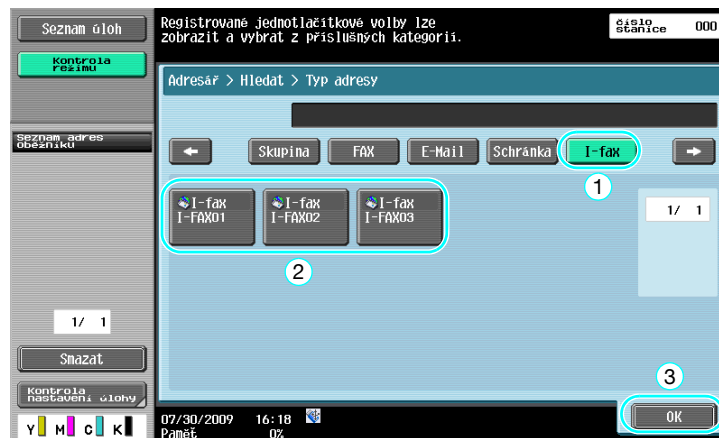 Seznam úloh
Registrované jednotlačítkové volby lze
zobrazit a vybrat z příslušných kategorií.
číslo
stanice 000
Kontrola
režimu
Adresář > Hledat > Typ adresy
Seznam adres
oběžníku
Skupina FAX E-Mail Schránka I-fax
1
I-fax
I-FAX01
I-fax
I-FAX02
I-fax
I-FAX03
1/ 1
2
1/ 1
Smazat
3
Kontrola
nastavení úlohy
OK
Y M C K
07/30/2009 16:18
Paměť 0%